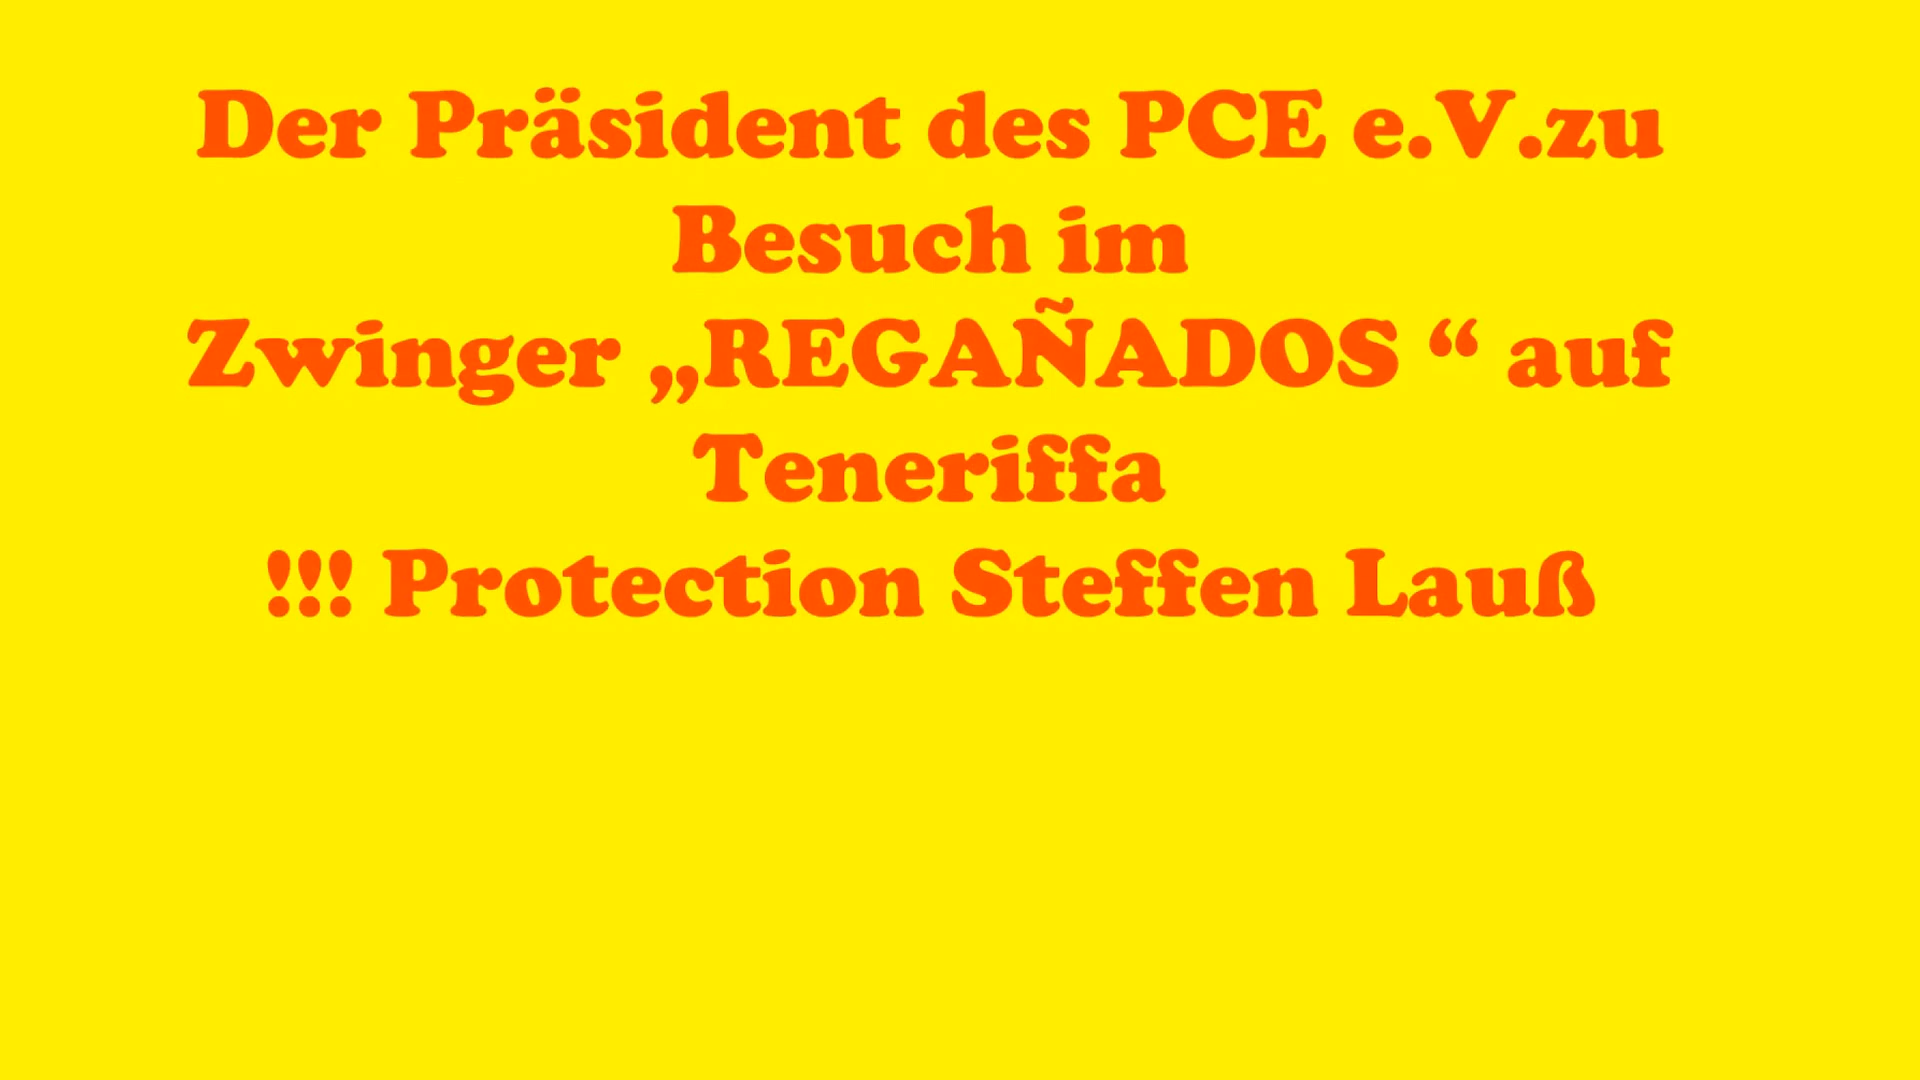 Der Präsident des PCE e.V.zu
Besuch im
Zwinger „REGAÑADOS “ auf
Teneriffa
!!! Protection Steffen Lauß